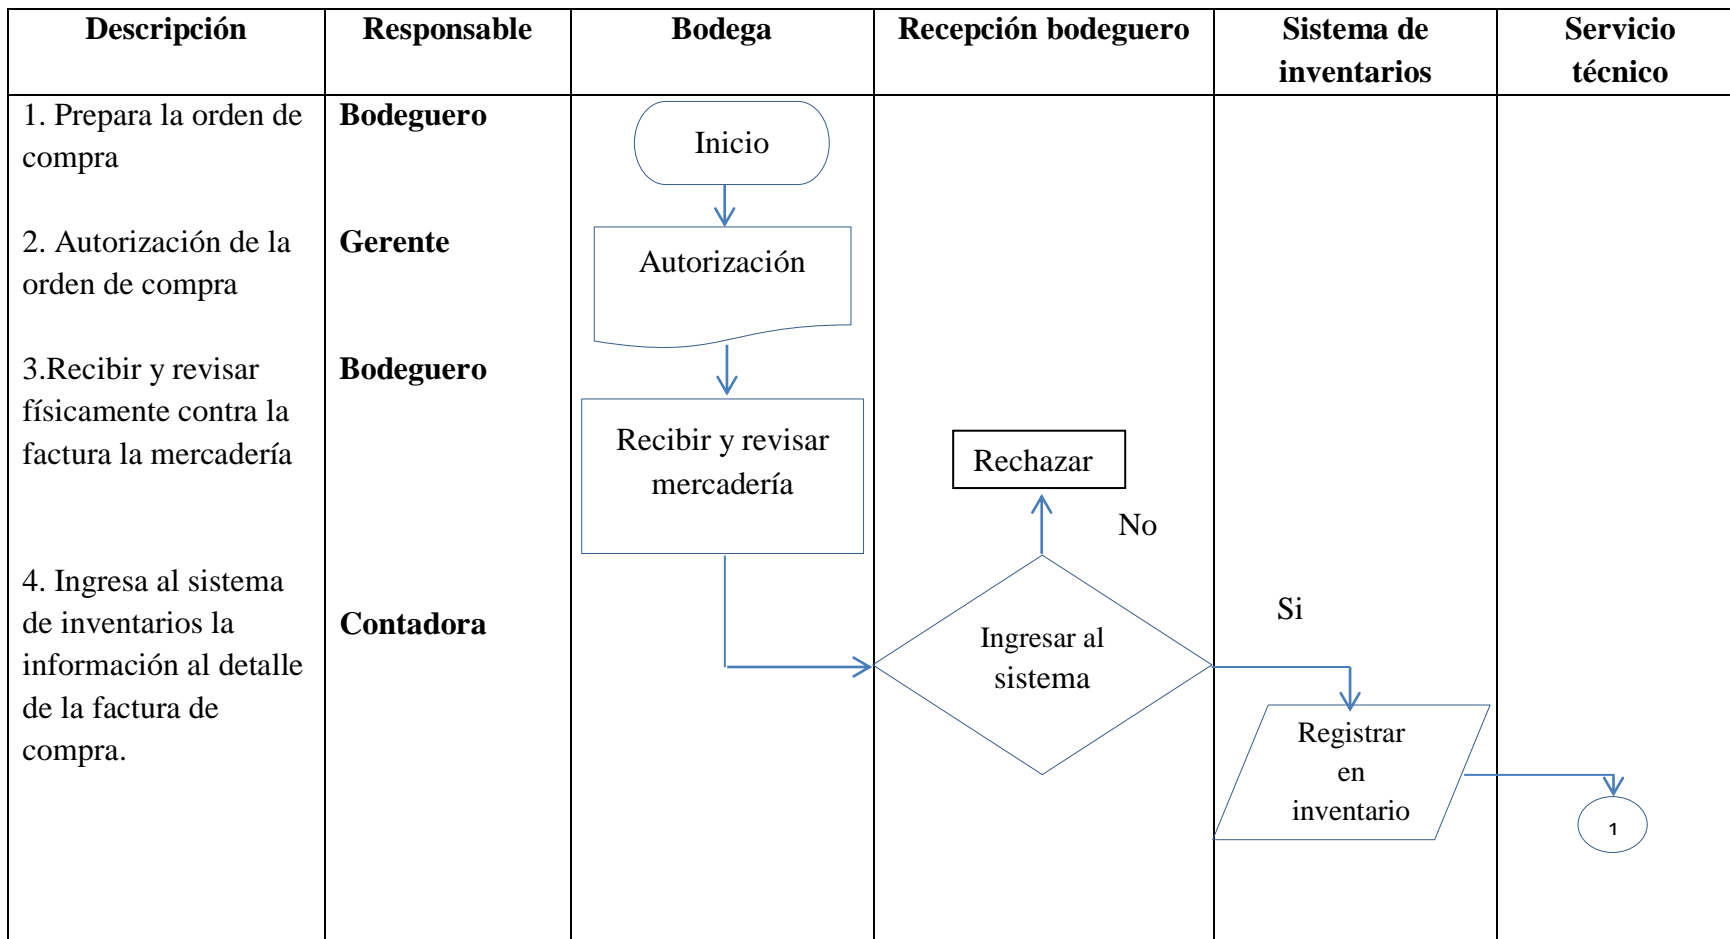 Descripción
Responsable
Bodega
Recepción bodeguero
Sistema de
inventarios
Servicio
técnico
1. Prepara la orden de
compra
Bodeguero
Inicio
2. Autorización de la
orden de compra
Gerente
Autorización
3.Recibir y revisar
físicamente contra la
factura la mercadería
Bodeguero
Recibir y revisar
mercadería
Rechazar
No
4. Ingresa al sistema
de inventarios la
información al detalle
de la factura de
compra.
Contadora
Ingresar al
sistema
Si
Registrar
en
inventario
1